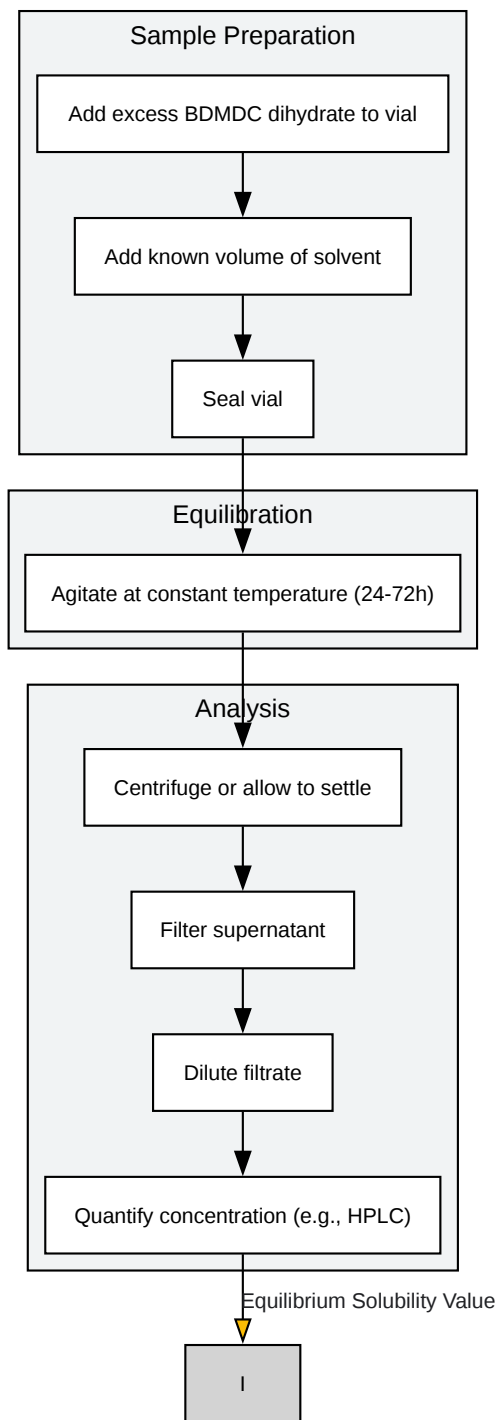 Sample Preparation
Add excess BDMDC dihydrate to vial
Add known volume of solvent
Seal vial
Equilibration
Agitate at constant temperature (24-72h)
Analysis
Centrifuge or allow to settle
Filter supernatant
Dilute filtrate
Quantify concentration (e.g., HPLC)
Equilibrium Solubility Value
I